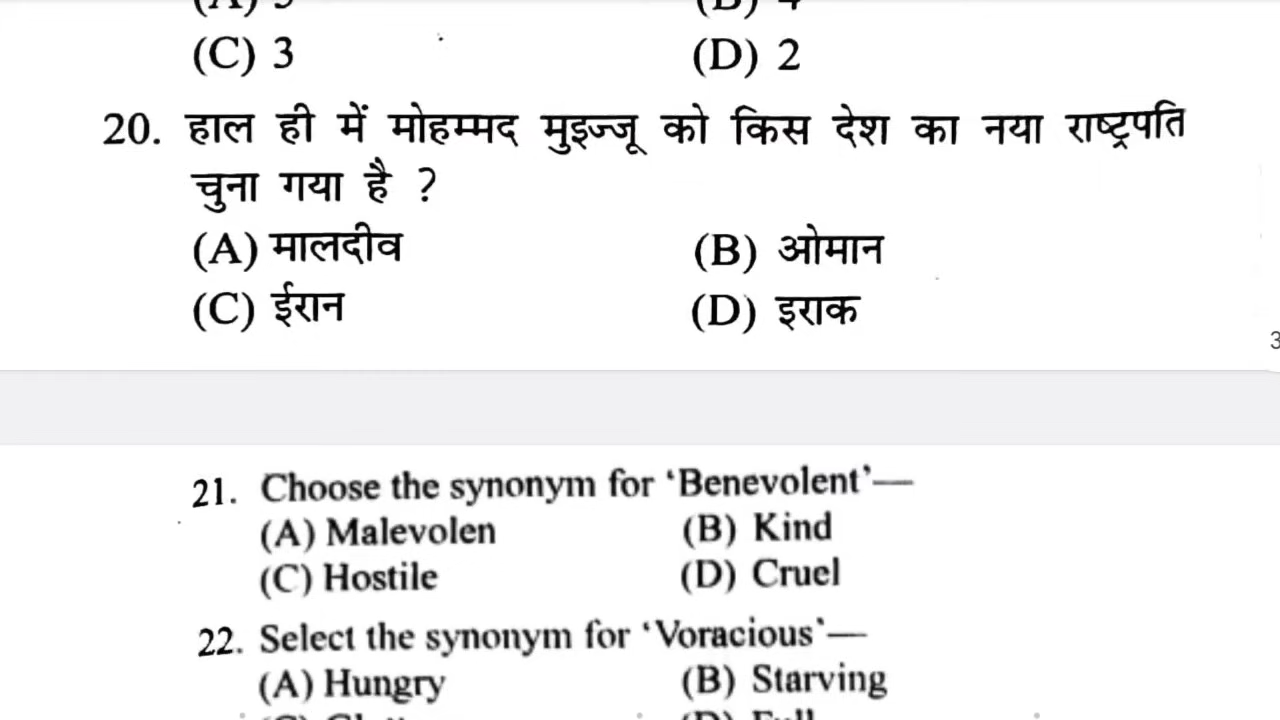 (C) 3 (D) 2
20. हाल ही में मोहम्मद मुइज्जू को किस देश का नया राष्ट्रपति
चुना गया है ?
(A) मालदीव (B) ओमान
(C) ईरान (D) इराक
21. Choose the synonym for ‘Benevolent’—
(A) Malevolen (B) Kind
(C) Hostile (D) Cruel
22. Select the synonym for ‘Voracious’—
(A) Hungry (B) Starving